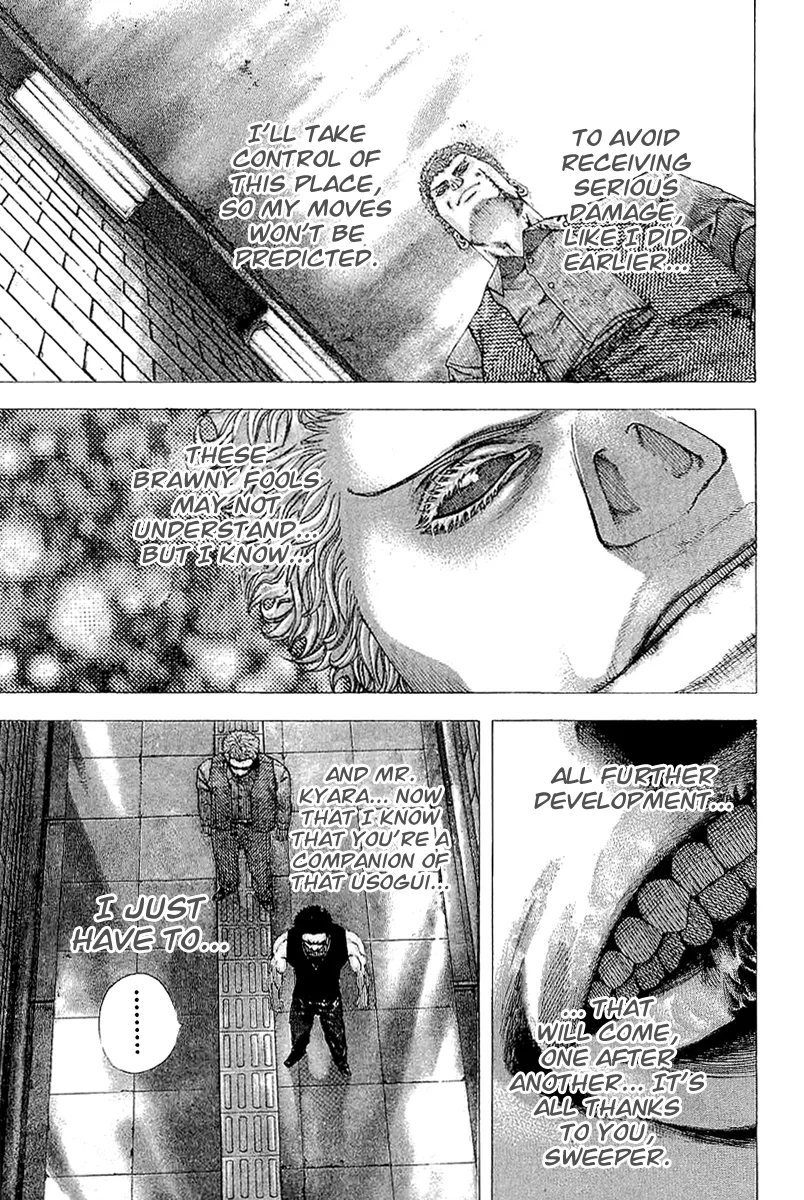 TO AVOID
RECEIVING
SERIOUS
DAMAGE,
LIKE I DID
EARLIER...
I'LL TAKE
CONTROL OF
THIS PLACE,
SO MY MOVES
WON'T BE
PREDICTED.
THESE
BRAWNY FOOLS
MAY NOT
UNDERSTAND...
BUT I KNOW...
ALL FURTHER
DEVELOPMENT...
... THAT
WILL COME,
ONE AFTER
ANOTHER... IT'S
ALL THANKS
TO YOU,
SWEEPER.
AND MR.
KYARA... NOW
THAT I KNOW
THAT YOU'RE A
COMPANION OF
THAT USOGUI...
I JUST
HAVE TO...
.........